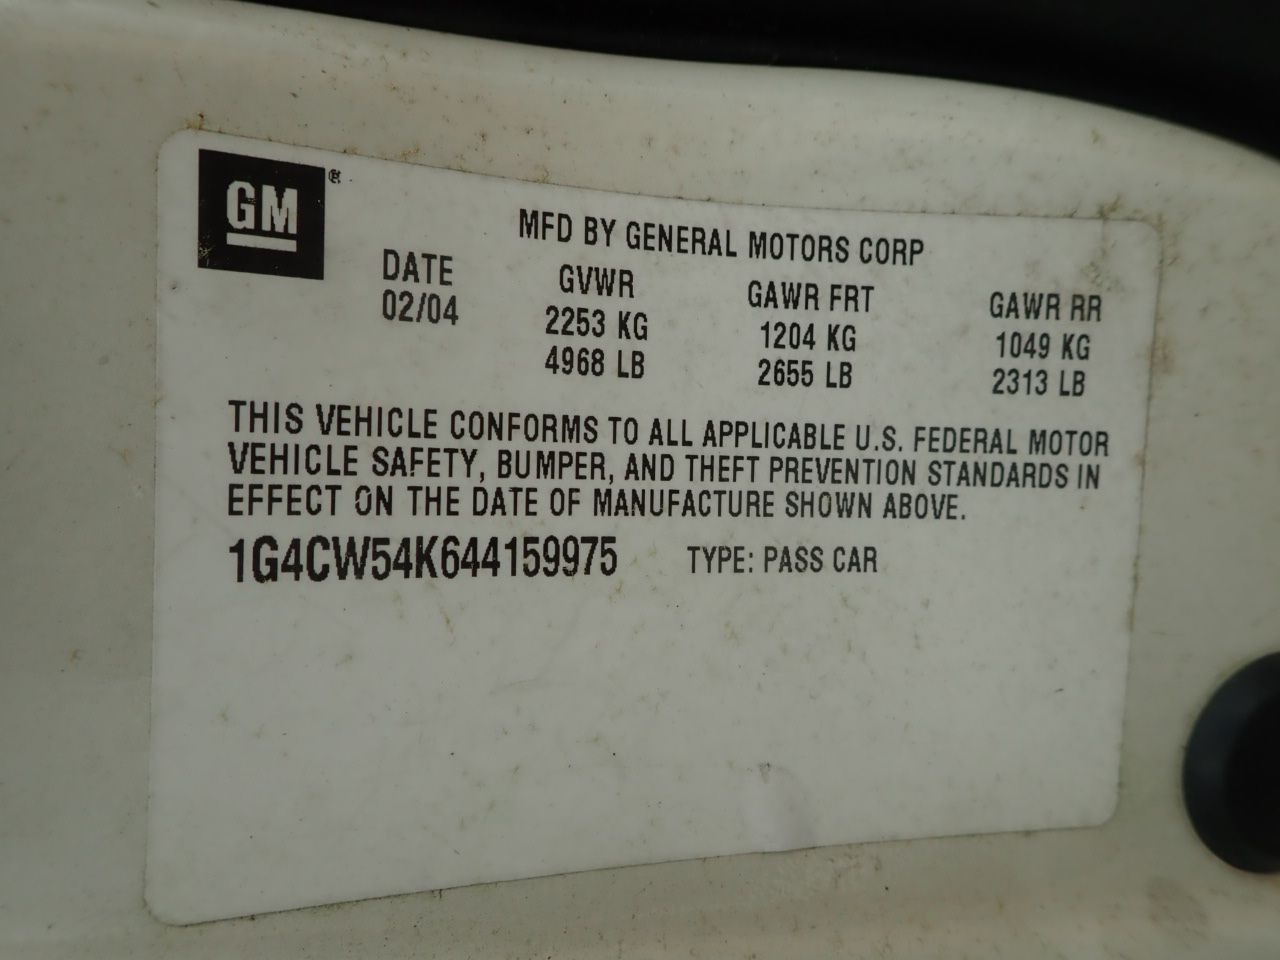 GM®
MFD BY GENERAL MOTORS CORP
DATE GVWR GAWR FRT GAWR RR
02/04 2253 KG 1204 KG 1049 KG
4968 LB 2655 LB 2313 LB
THIS VEHICLE CONFORMS TO ALL APPLICABLE U.S. FEDERAL MOTOR
VEHICLE SAFETY, BUMPER, AND THEFT PREVENTION STANDARDS IN
EFFECT ON THE DATE OF MANUFACTURE SHOWN ABOVE.
1G4CW54K644159975 TYPE: PASS CAR